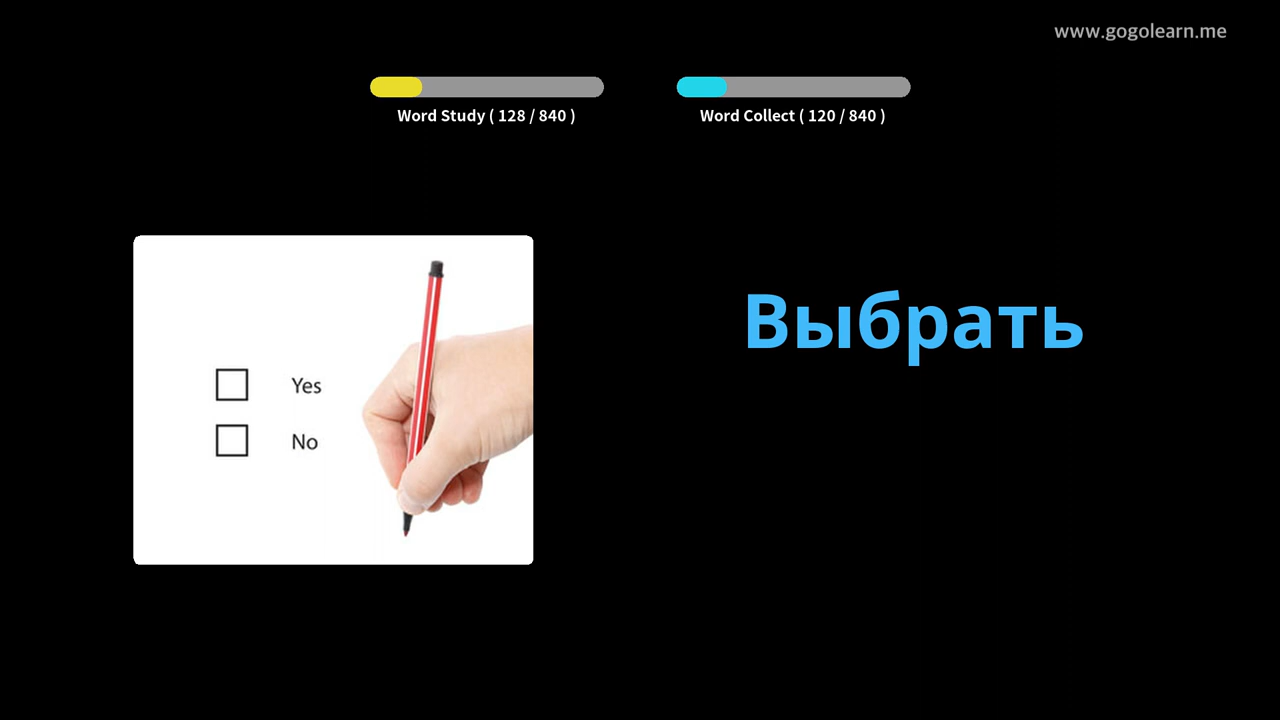 www.gogolearn.me
Word Study ( 128 / 840 )
Word Collect ( 120 / 840 )
Выбрать
Yes
No